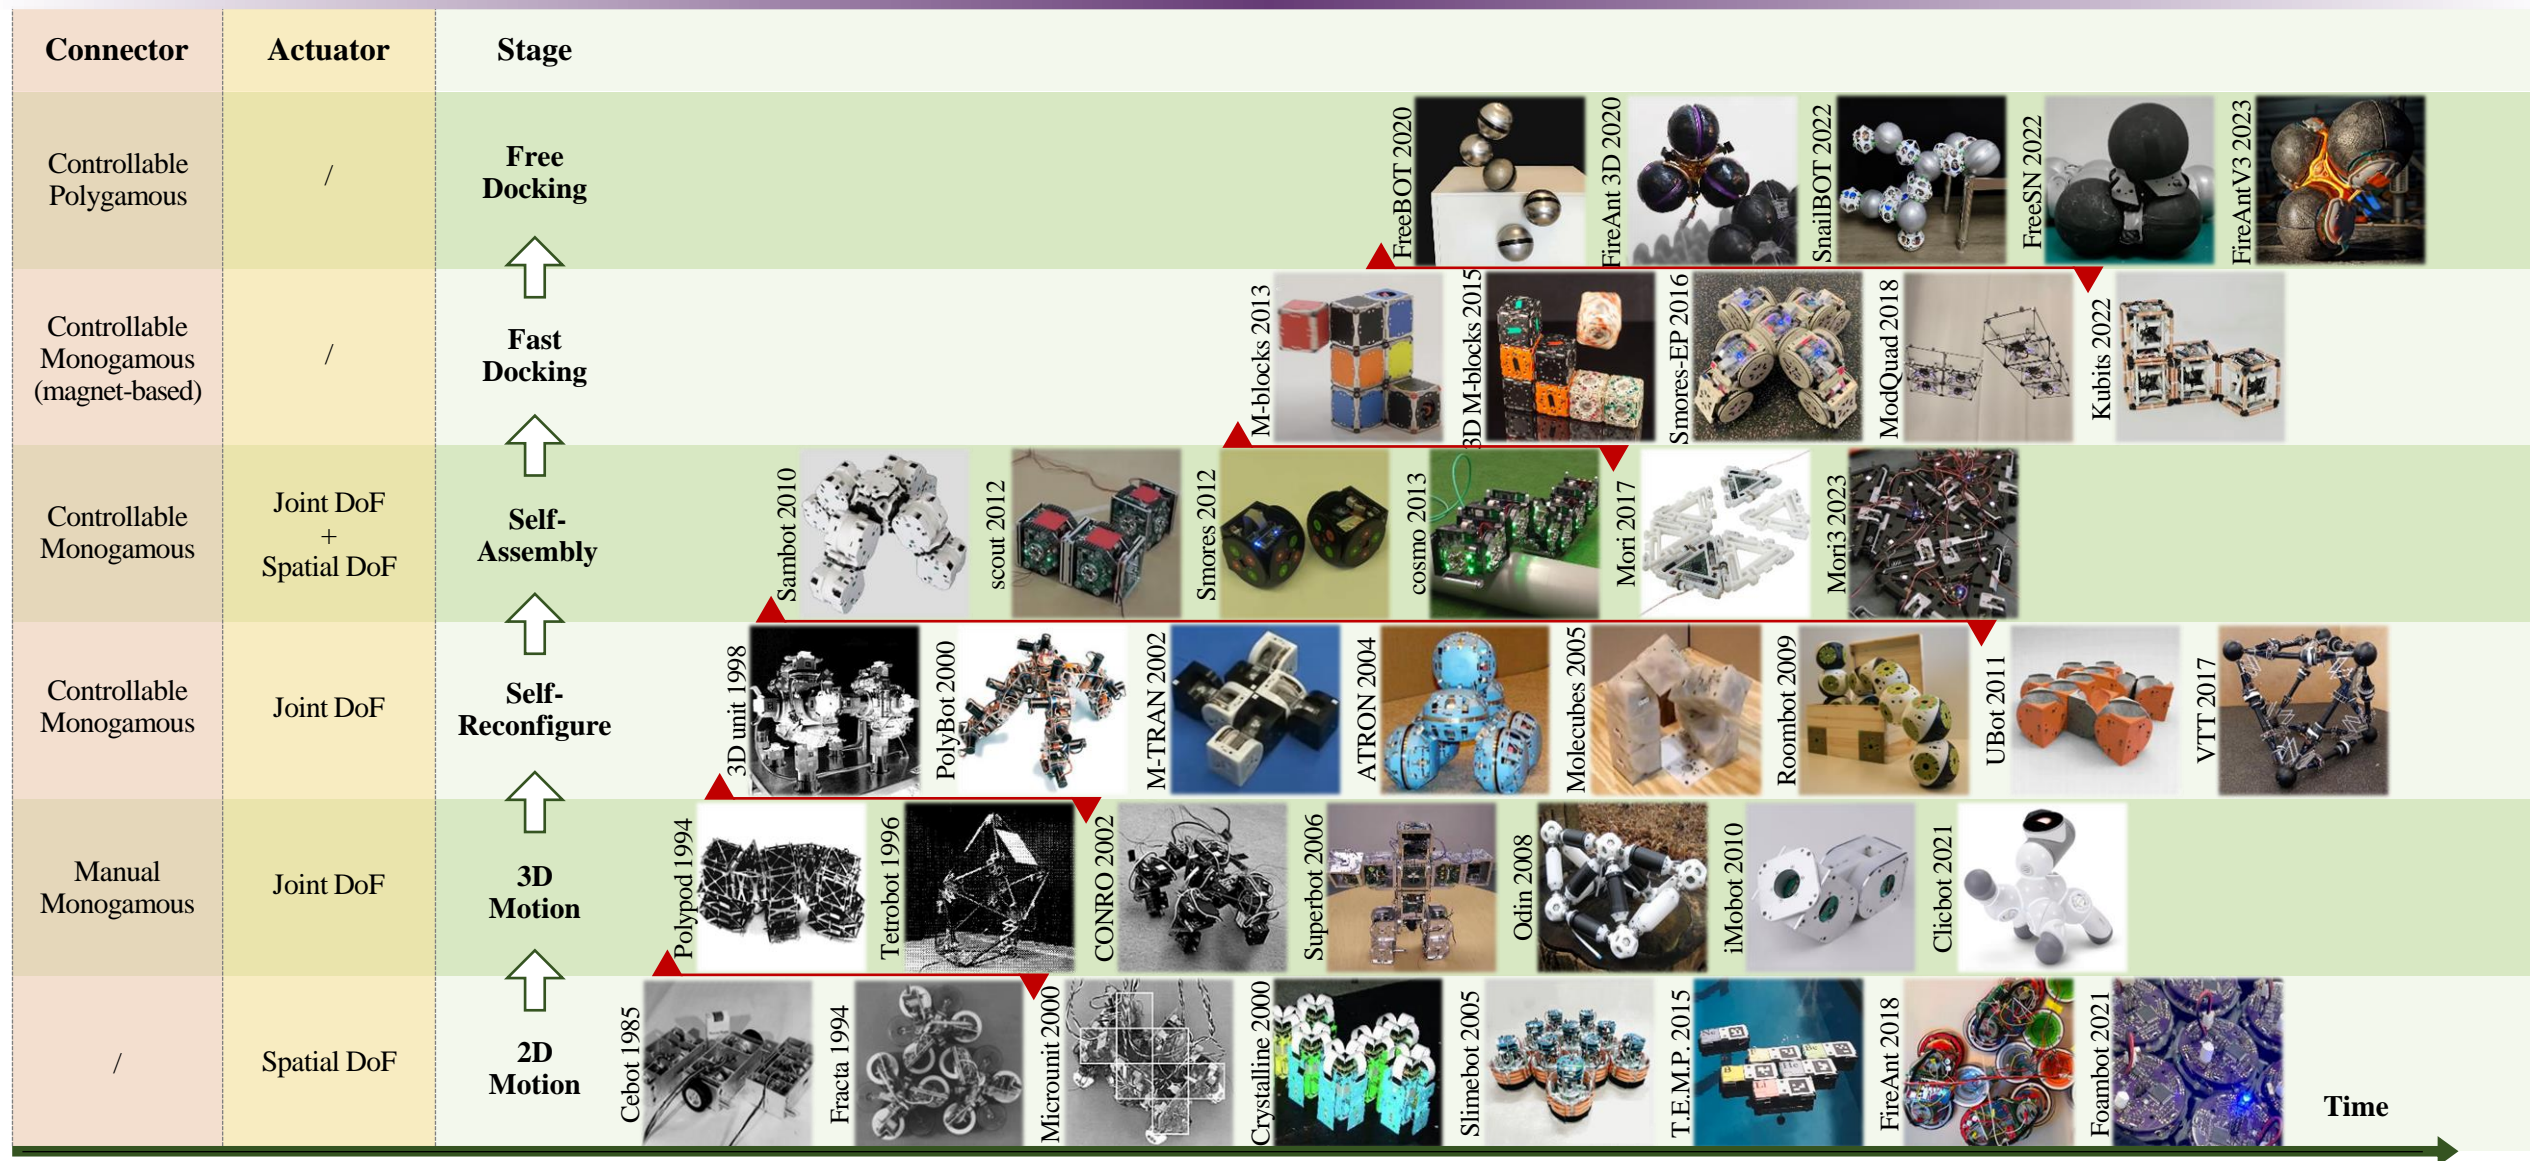 Connector
Actuator
Stage
Controllable
Polygamous
/
Free
Docking
FreeBOT 2020
FireAnt 3D 2020
SnailBOT 2022
FreeSN 2022
FireAntV3 2023
Controllable
Monogamous
(magnet-based)
/
Fast
Docking
M-blocks 2013
3D M-blocks 2015
Smores-EP 2016
ModQuad 2018
Kubits 2022
Controllable
Monogamous
Joint DoF
+
Spatial DoF
Self-
Assembly
Sambot 2010
scout 2012
Smores 2012
cosmo 2013
Mori 2017
Mori3 2023
Controllable
Monogamous
Joint DoF
Self-
Reconfigure
3D unit 1998
PolyBot 2000
M-TRAN 2002
ATRON 2004
Molecubes 2005
Roombot 2009
UBot 2011
VTT 2017
Manual
Monogamous
Joint DoF
3D
Motion
Polypod 1994
Tetrobot 1996
CONRO 2002
Superbot 2006
Odin 2008
iMobot 2010
Clicbot 2021
/
Spatial DoF
2D
Motion
Cebot 1985
Fracta 1994
Microunit 2000
Crystalline 2000
Slimebot 2005
T.E.M.P. 2015
FireAnt 2018
Foambot 2021
Time